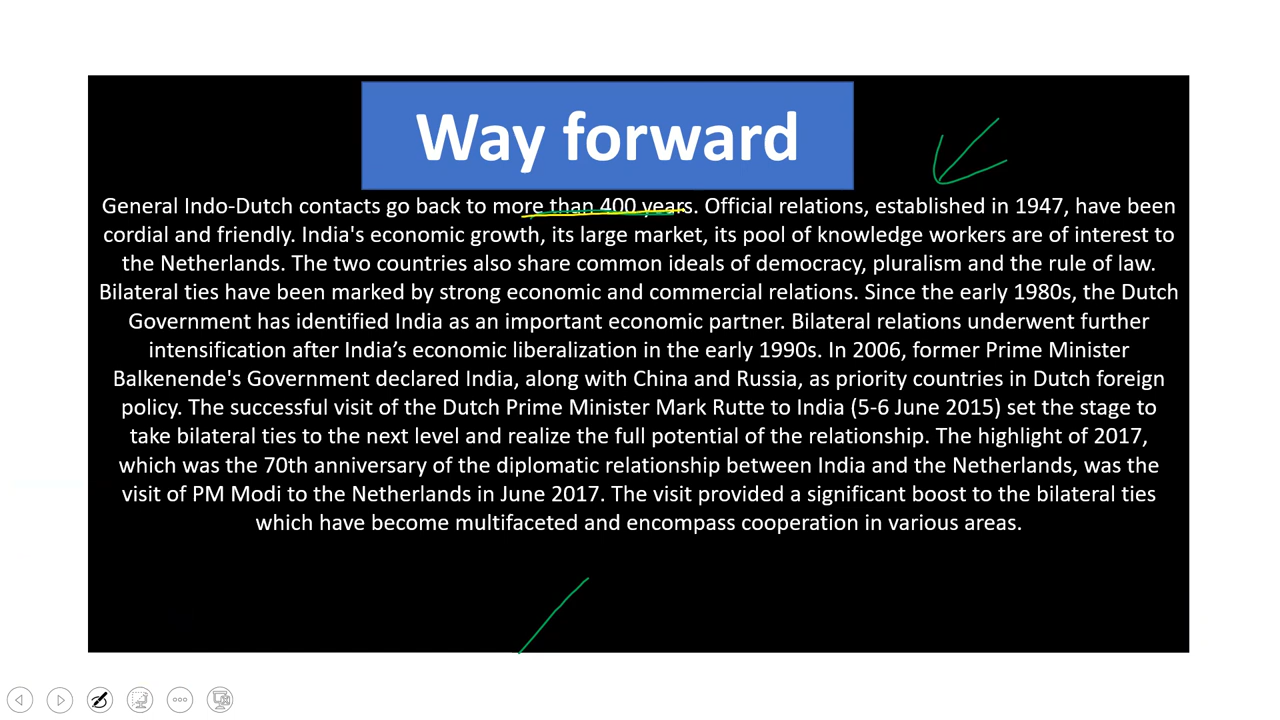 Way forward
General Indo-Dutch contacts go back to more than 400 years. Official relations, established in 1947, have been
cordial and friendly. India's economic growth, its large market, its pool of knowledge workers are of interest to
the Netherlands. The two countries also share common ideals of democracy, pluralism and the rule of law.
Bilateral ties have been marked by strong economic and commercial relations. Since the early 1980s, the Dutch
Government has identified India as an important economic partner. Bilateral relations underwent further
intensification after India’s economic liberalization in the early 1990s. In 2006, former Prime Minister
Balkenende's Government declared India, along with China and Russia, as priority countries in Dutch foreign
policy. The successful visit of the Dutch Prime Minister Mark Rutte to India (5-6 June 2015) set the stage to
take bilateral ties to the next level and realize the full potential of the relationship. The highlight of 2017,
which was the 70th anniversary of the diplomatic relationship between India and the Netherlands, was the
visit of PM Modi to the Netherlands in June 2017. The visit provided a significant boost to the bilateral ties
which have become multifaceted and encompass cooperation in various areas.